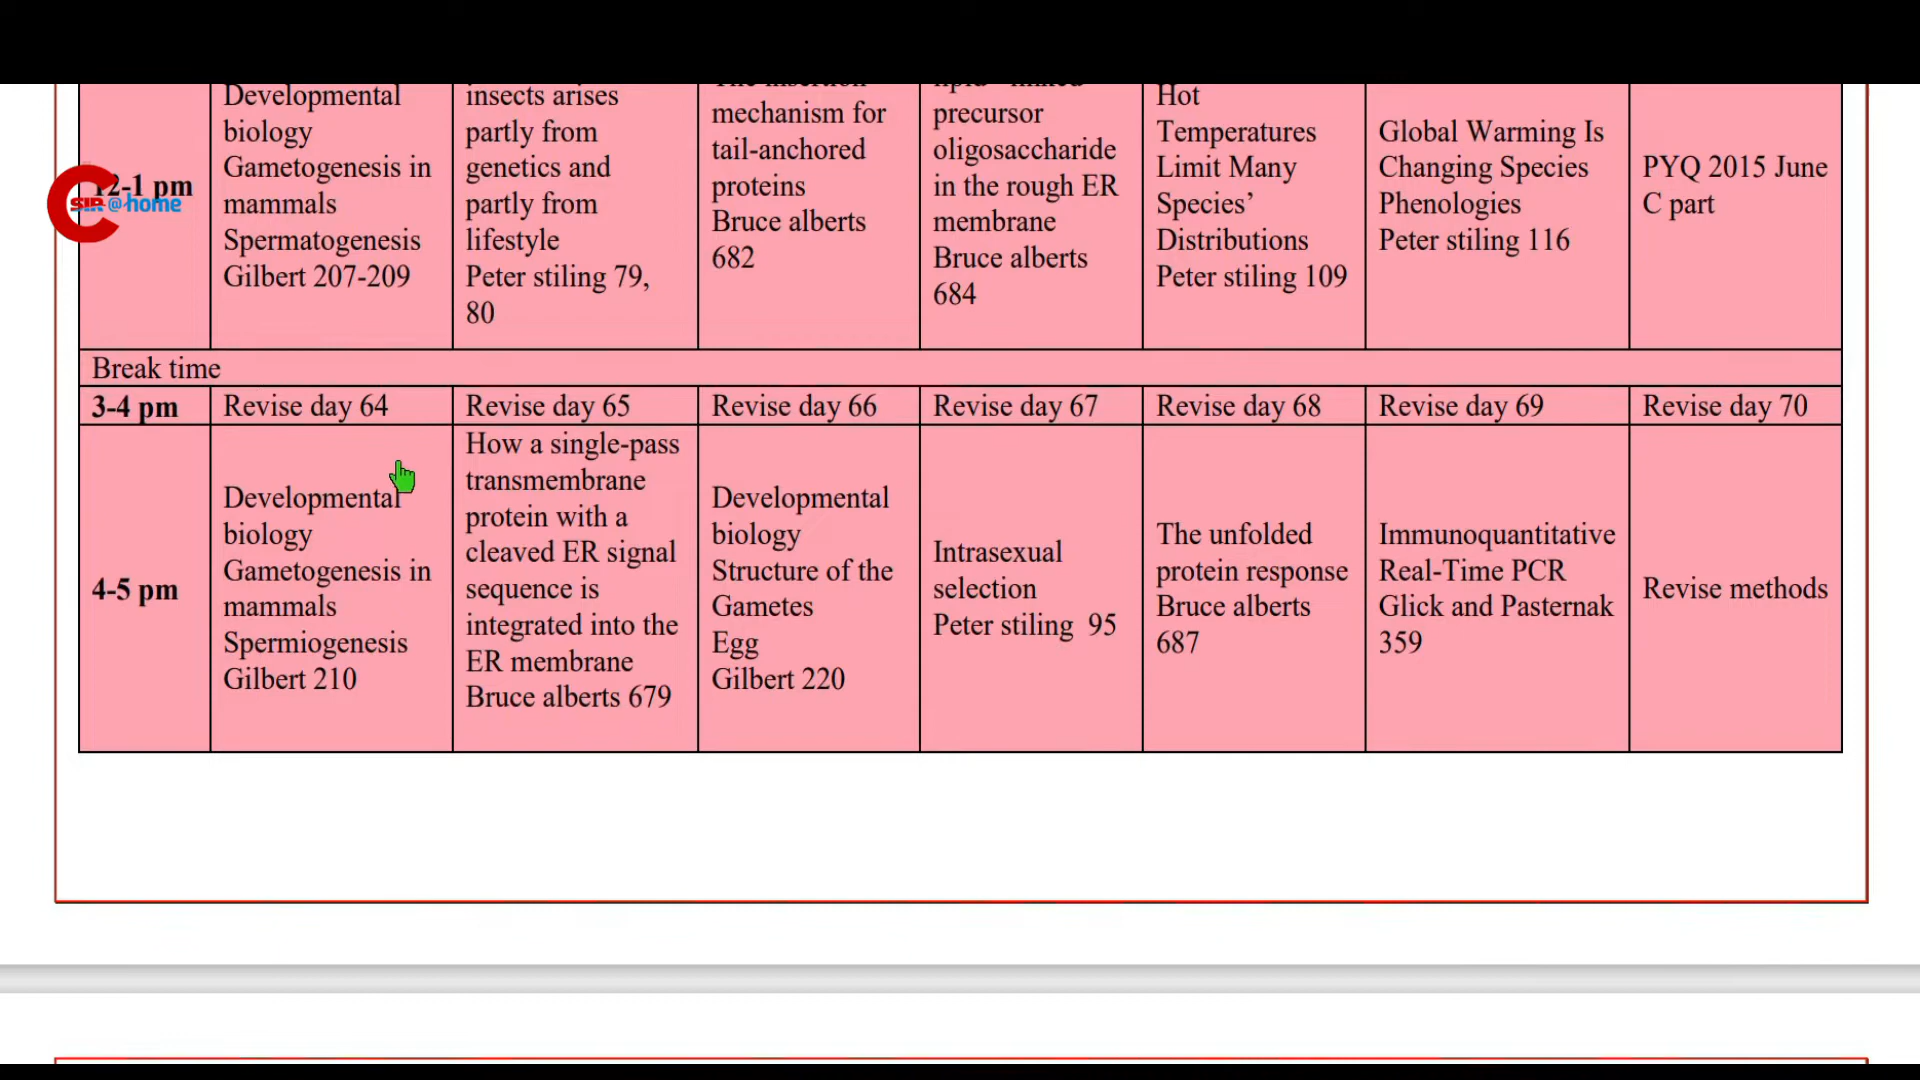 Developmental
biology
Gametogenesis in
mammals
Spermatogenesis
Gilbert 207-209
insects arises
partly from
genetics and
partly from
lifestyle
Peter stiling 79,
80
mechanism for
tail-anchored
proteins
Bruce alberts
682
precursor
oligosaccharide
in the rough ER
membrane
Bruce alberts
684
Hot
Temperatures
Limit Many
Species’
Distributions
Peter stiling 109
Global Warming Is
Changing Species
Phenologies
Peter stiling 116
PYQ 2015 June
C part
12-1 pm
CSIR@home
Break time
3-4 pm
Revise day 64
Revise day 65
Revise day 66
Revise day 67
Revise day 68
Revise day 69
Revise day 70
4-5 pm
Developmental
biology
Gametogenesis in
mammals
Spermiogenesis
Gilbert 210
How a single-pass
transmembrane
protein with a
cleaved ER signal
sequence is
integrated into the
ER membrane
Bruce alberts 679
Developmental
biology
Structure of the
Gametes
Egg
Gilbert 220
Intrasexual
selection
Peter stiling 95
The unfolded
protein response
Bruce alberts
687
Immunoquantitative
Real-Time PCR
Glick and Pasternak
359
Revise methods